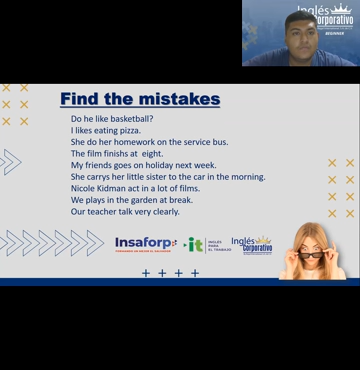 Inglés
Corporativo
BEGINNER
Find the mistakes
Do he like basketball?
I likes eating pizza.
She do her homework on the service bus.
The film finishs at eight.
My friends goes on holiday next week.
She carrys her little sister to the car in the morning.
Nicole Kidman act in a lot of films.
We plays in the garden at break.
Our teacher talk very clearly.
Insaforp
it
INGLÉS
PARA
EL TRABAJO
Inglés
Corporativo